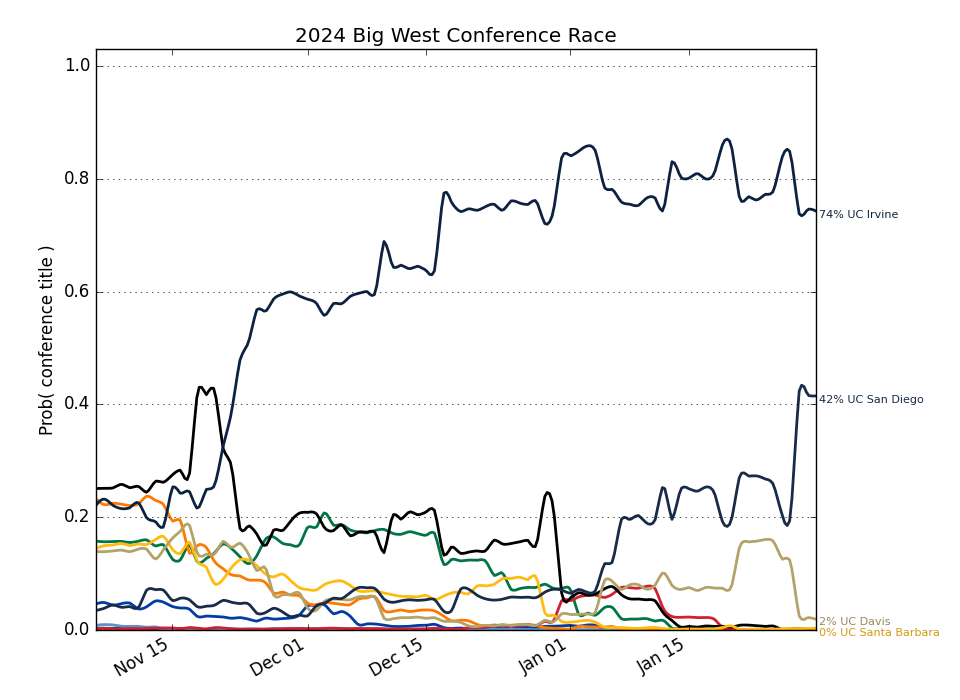 2024 Big West Conference Race
Prob( conference title )
1.0
0.8
0.6
0.4
0.2
0.0
74% UC Irvine
42% UC San Diego
2% UC Davis
0% UC Santa Barbara
Nov 15
Dec 01
Dec 15
Jan 01
Jan 15